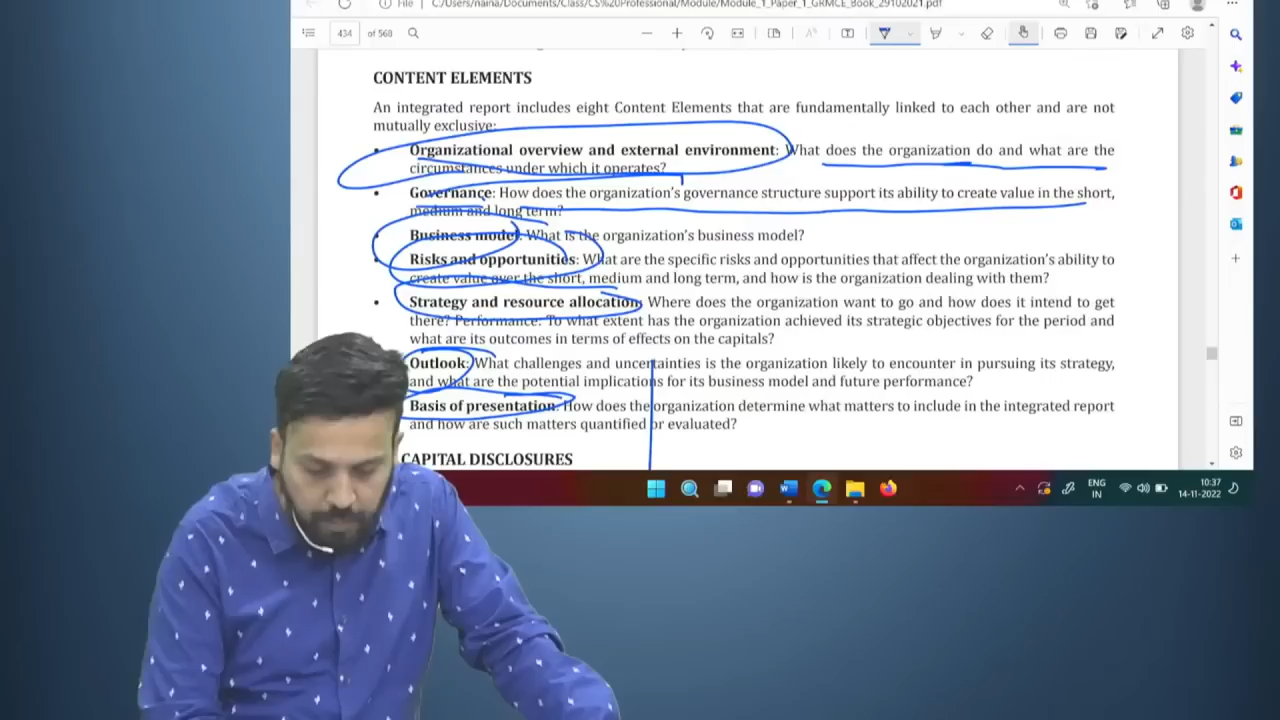 File | C:/Users/naina/Documents/Class/CS%20Professional/Module/Module_1_Paper_1_GRMCE_Book_29102021.pdf
434 of 560
CONTENT ELEMENTS
An integrated report includes eight Content Elements that are fundamentally linked to each other and are not
mutually exclusive:
• Organizational overview and external environment: What does the organization do and what are the
circumstances under which it operates?
• Governance: How does the organization's governance structure support its ability to create value in the short,
medium and long term?
• Business model: What is the organization's business model?
• Risks and opportunities: What are the specific risks and opportunities that affect the organization's ability to
create value over the short, medium and long term, and how is the organization dealing with them?
• Strategy and resource allocation: Where does the organization want to go and how does it intend to get
there? Performance: To what extent has the organization achieved its strategic objectives for the period and
what are its outcomes in terms of effects on the capitals?
Outlook: What challenges and uncertainties is the organization likely to encounter in pursuing its strategy,
and what are the potential implications for its business model and future performance?
Basis of presentation: How does the organization determine what matters to include in the integrated report
and how are such matters quantified or evaluated?
CAPITAL DISCLOSURES
ENG
IN
10:37
14-11-2022